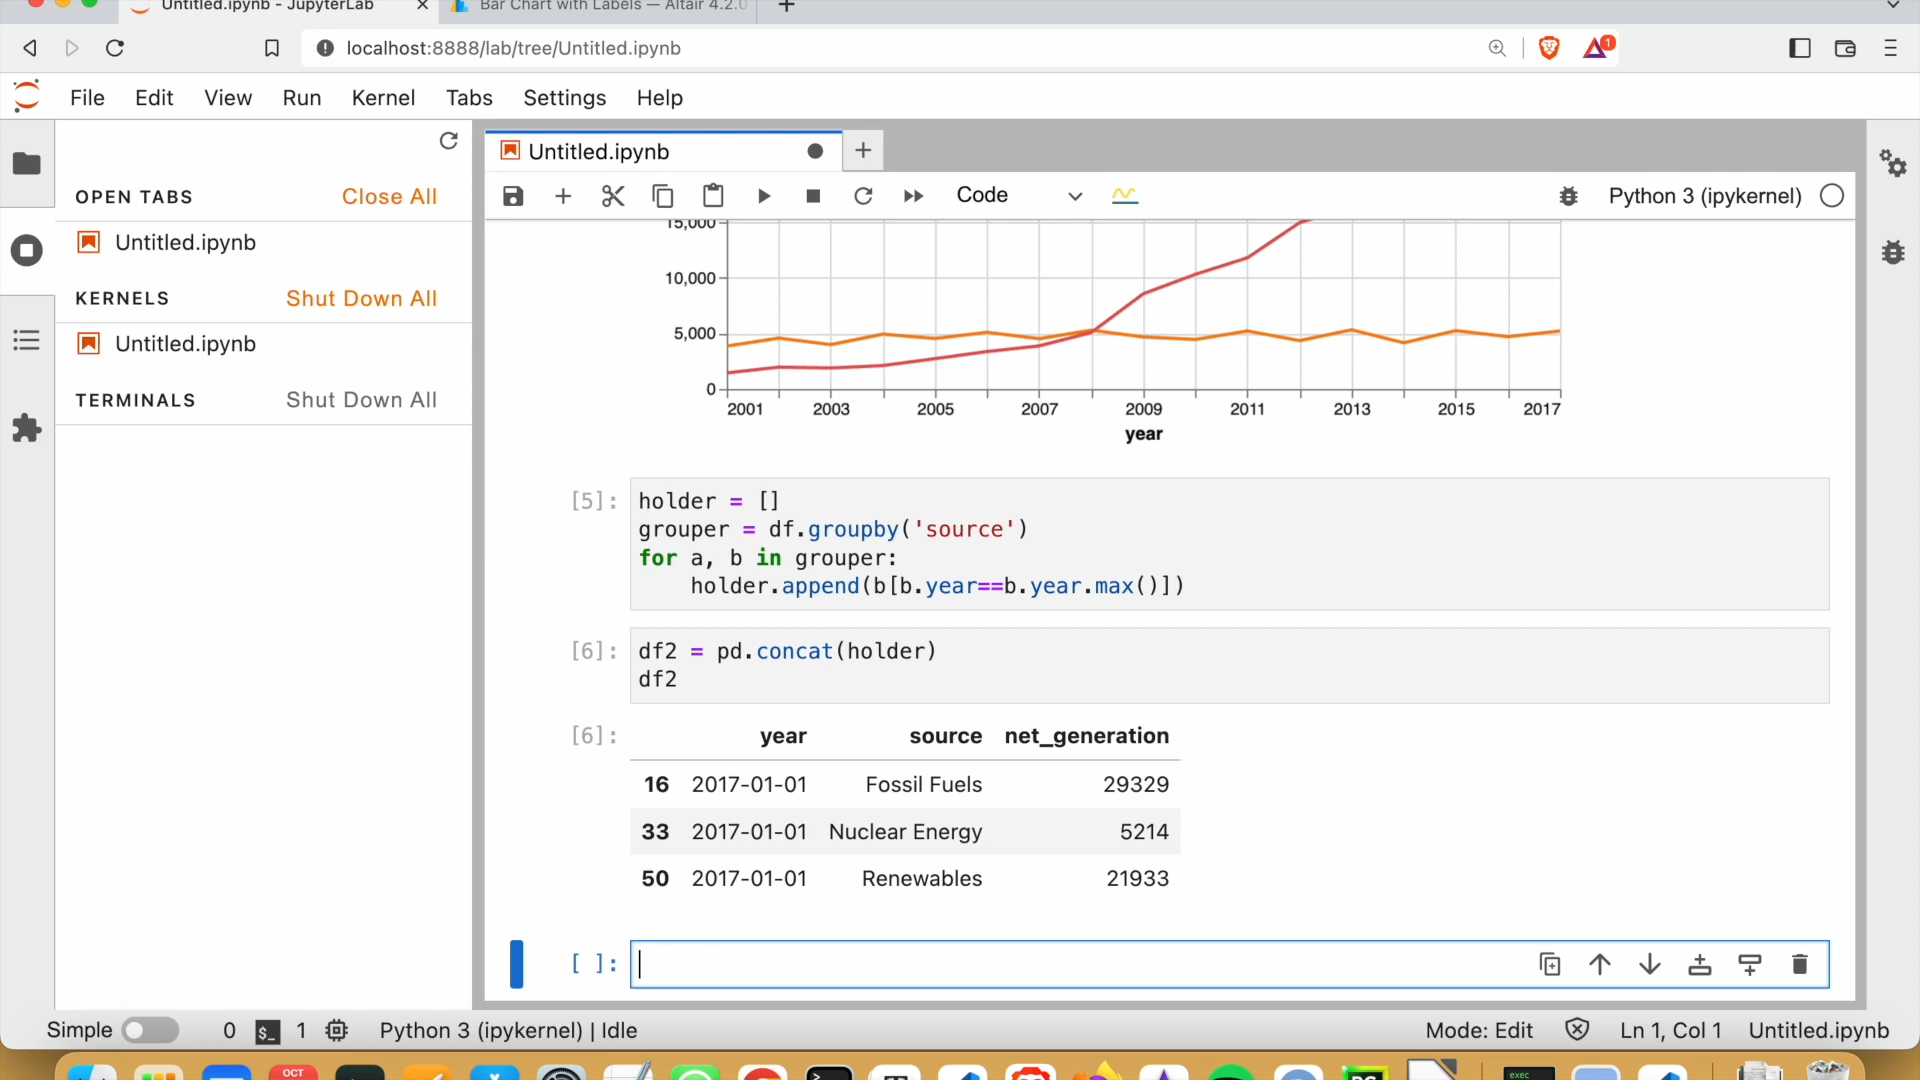 Untitled.ipynb - JupyterLab
Bar Chart with Labels — Altair 4.2.0
localhost:8888/lab/tree/Untitled.ipynb
1
File Edit View Run Kernel Tabs Settings Help
OPEN TABS Close All
Untitled.ipynb
KERNELS Shut Down All
Untitled.ipynb
TERMINALS Shut Down All
Untitled.ipynb
Code
Python 3 (ipykernel)
15,000
10,000
5,000
0
2001 2003 2005 2007 2009 2011 2013 2015 2017
year
[5]: holder = []
grouper = df.groupby('source')
for a, b in grouper:
holder.append(b[b.year==b.year.max()])
[6]: df2 = pd.concat(holder)
df2
[6]: year source net_generation
16 2017-01-01 Fossil Fuels 29329
33 2017-01-01 Nuclear Energy 5214
50 2017-01-01 Renewables 21933
[ ]:
Simple 0 $_ 1 Python 3 (ipykernel) | Idle Mode: Edit Ln 1, Col 1 Untitled.ipynb
OCT
exec